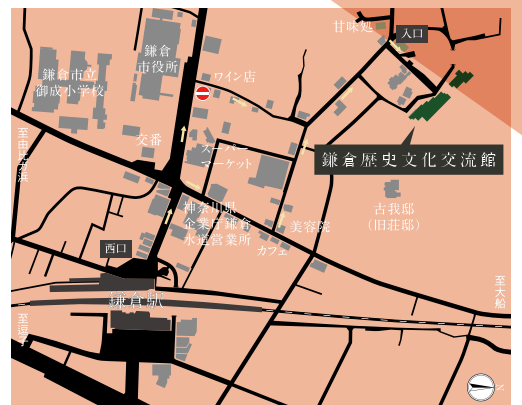 甘味処
入口
鎌倉
市役所
ワイン店
鎌倉市立
御成小学校
交番
スーパー
マーケット
鎌倉歴史文化交流館
至由比ヶ浜
古我邸
（旧荘邸）
神奈川県
企業庁鎌倉
水道営業所
美容院
カフェ
西口
鎌倉駅
至大船
至逗子
N